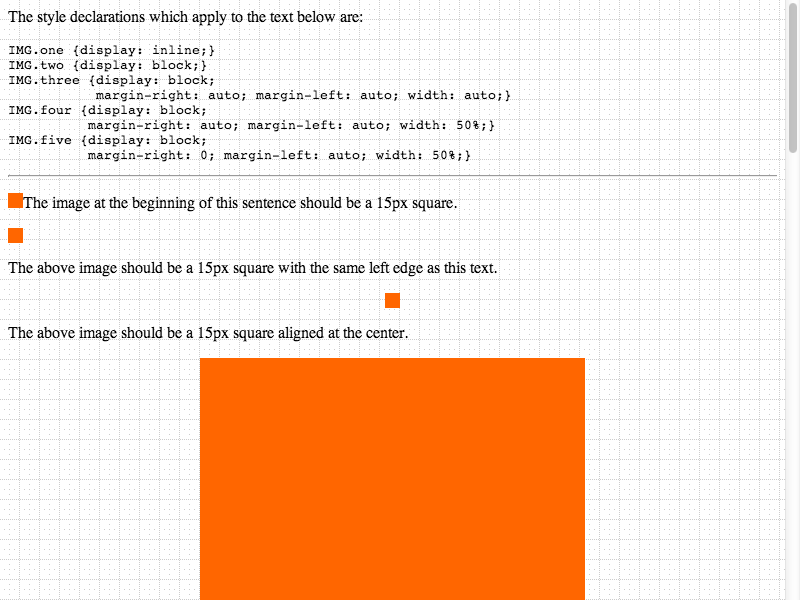 The style declarations which apply to the text below are:
IMG.one {display: inline;}
IMG.two {display: block;}
IMG.three {display: block;
margin-right: auto; margin-left: auto; width: auto;}
IMG.four {display: block;
margin-right: auto; margin-left: auto; width: 50%;}
IMG.five {display: block;
margin-right: 0; margin-left: auto; width: 50%;}
The image at the beginning of this sentence should be a 15px square.
The above image should be a 15px square with the same left edge as this text.
The above image should be a 15px square aligned at the center.